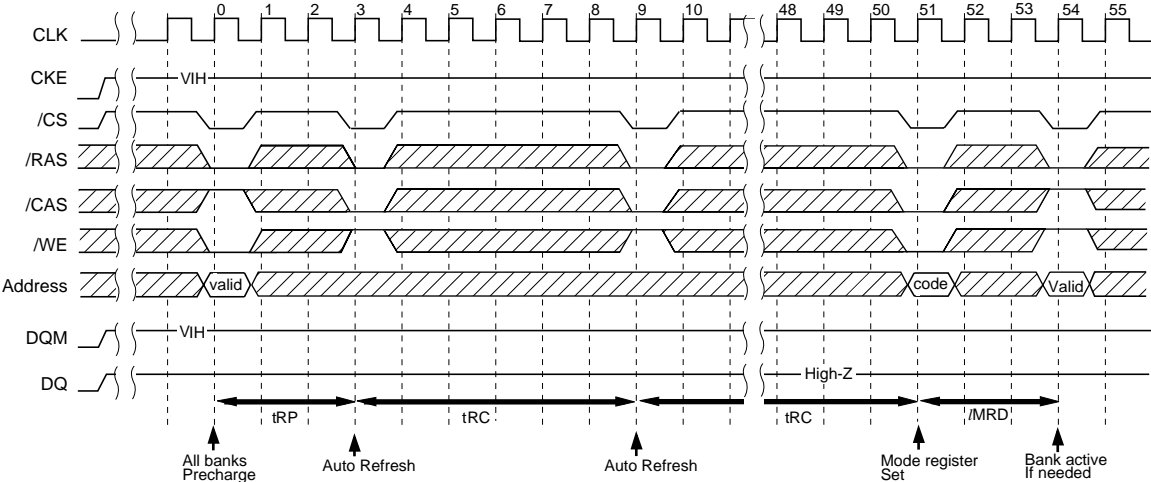 0 1 2 3 4 5 6 7 8 9 10 48 49 50 51 52 53 54 55
CLK
CKE
VIH
/CS
/RAS
/CAS
/WE
Address
valid
code
Valid
DQM
VIH
DQ
High-Z
tRP
tRC
tRC
lMRD
All banks
Precharge
Auto Refresh
Auto Refresh
Mode register
Set
Bank active
If needed